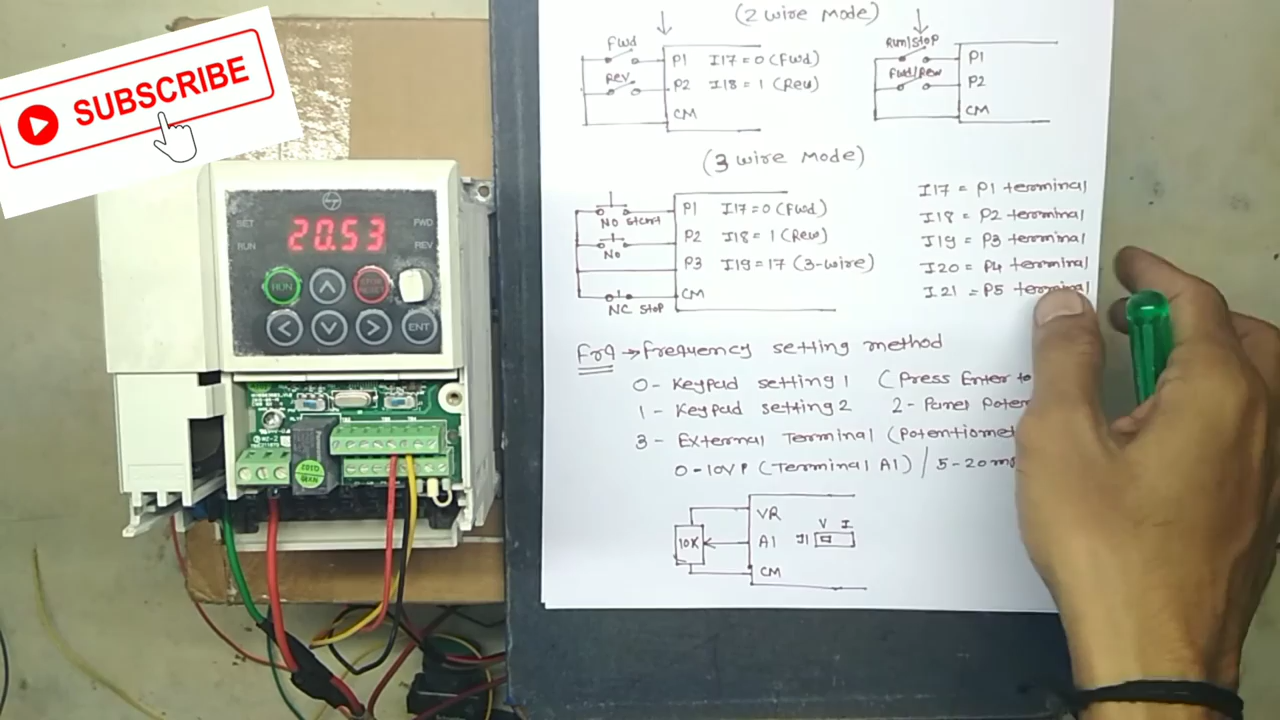 SUBSCRIBE
SET
RUN
20.53
FWD
REV
RUN
STOP
RESET
ENT
(2 wire mode)
Fwd
P1 I17 = 0 (Fwd)
Rev
P2 I18 = 1 (Rev)
CM
Run/Stop
P1
Fwd/Rev
P2
CM
(3 wire mode)
P1 I17=0 (Fwd)
NO Start
P2 I18=1 (Rev)
NO
P3 I19=17 (3-wire)
CM
NC Stop
I17 = P1 terminal
I18 = P2 terminal
I19 = P3 terminal
I20 = P4 terminal
I21 = P5 terminal
Frq → Frequency setting method
0- Keypad setting 1 (Press Enter to
1- Keypad setting 2 2- Panel Poten
3- External Terminal (Potentiomet
0-10VP (Terminal A1) / 5-20m
VR
10K
A1
CM
V I
J1